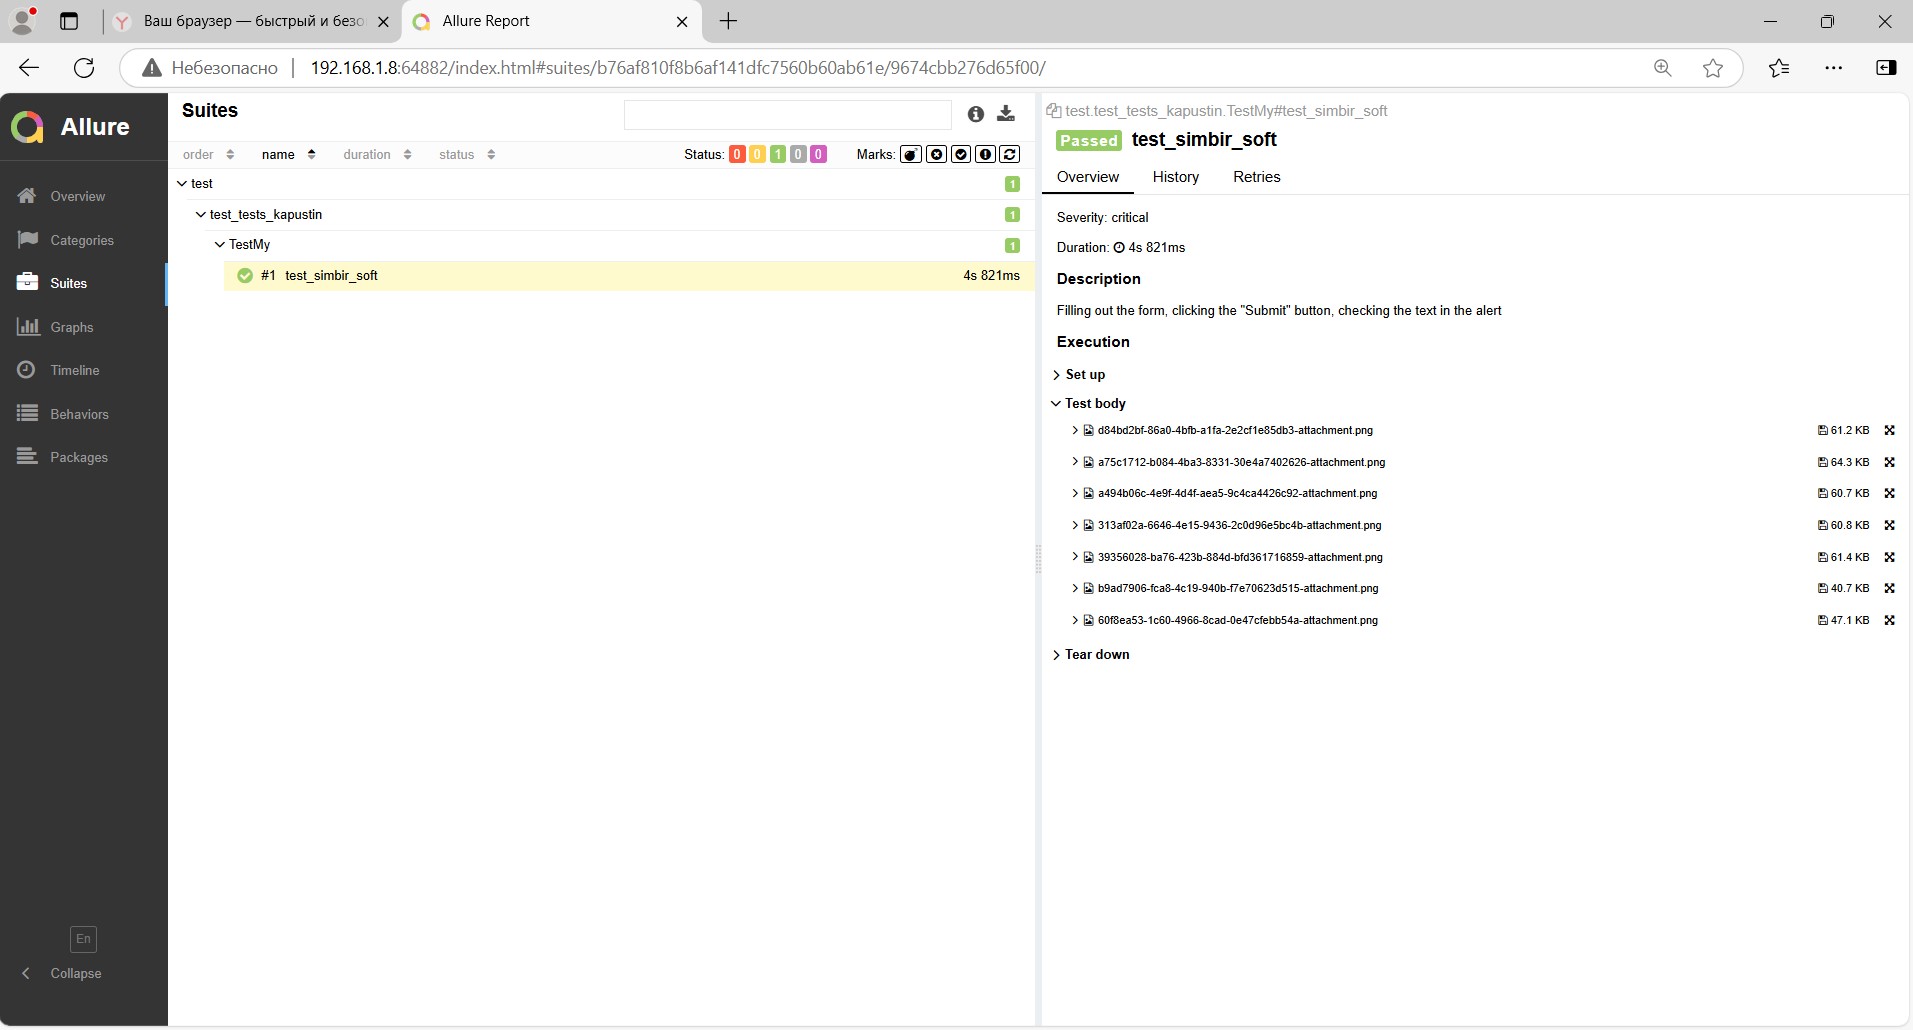 Ваш браузер — быстрый и безо
Allure Report
Небезопасно
192.168.1.8:64882/index.html#suites/b76af810f8b6af141dfc7560b60ab61e/9674cbb276d65f00/
Allure
Overview
Categories
Suites
Graphs
Timeline
Behaviors
Packages
En
Collapse
Suites
order name duration status Status: 0 0 1 0 0 Marks:
test 1
test_tests_kapustin 1
TestMy 1
#1 test_simbir_soft 4s 821ms
test.test_tests_kapustin.TestMy#test_simbir_soft
Passed test_simbir_soft
Overview History Retries
Severity: critical
Duration: 4s 821ms
Description
Filling out the form, clicking the "Submit" button, checking the text in the alert
Execution
Set up
Test body
d84bd2bf-86a0-4bfb-a1fa-2e2cf1e85db3-attachment.png 61.2 KB
a75c1712-b084-4ba3-8331-30e4a7402626-attachment.png 64.3 KB
a494b06c-4e9f-4d4f-aea5-9c4ca4426c92-attachment.png 60.7 KB
313af02a-6646-4e15-9436-2c0d96e5bc4b-attachment.png 60.8 KB
39356028-ba76-423b-884d-bfd361716859-attachment.png 61.4 KB
b9ad7906-fca8-4c19-940b-f7e70623d515-attachment.png 40.7 KB
60f8ea53-1c60-4966-8cad-0e47cfebb54a-attachment.png 47.1 KB
Tear down